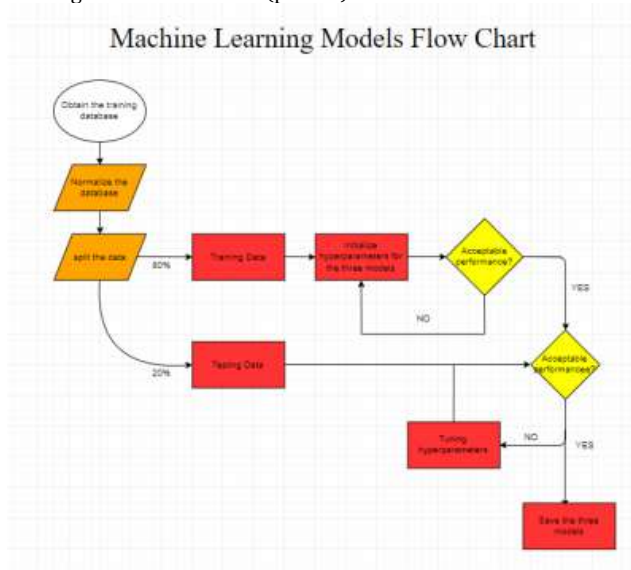 Machine Learning Models Flow Chart
Obtain the training
database
Normalize the
database
split the data
80%
Training Data
Initialize
hyperparameters for
the three models
Acceptable
performance?
NO
YES
20%
Testing Data
Acceptable
performances?
Tuning
hyperparameters
NO
YES
Save the three
models